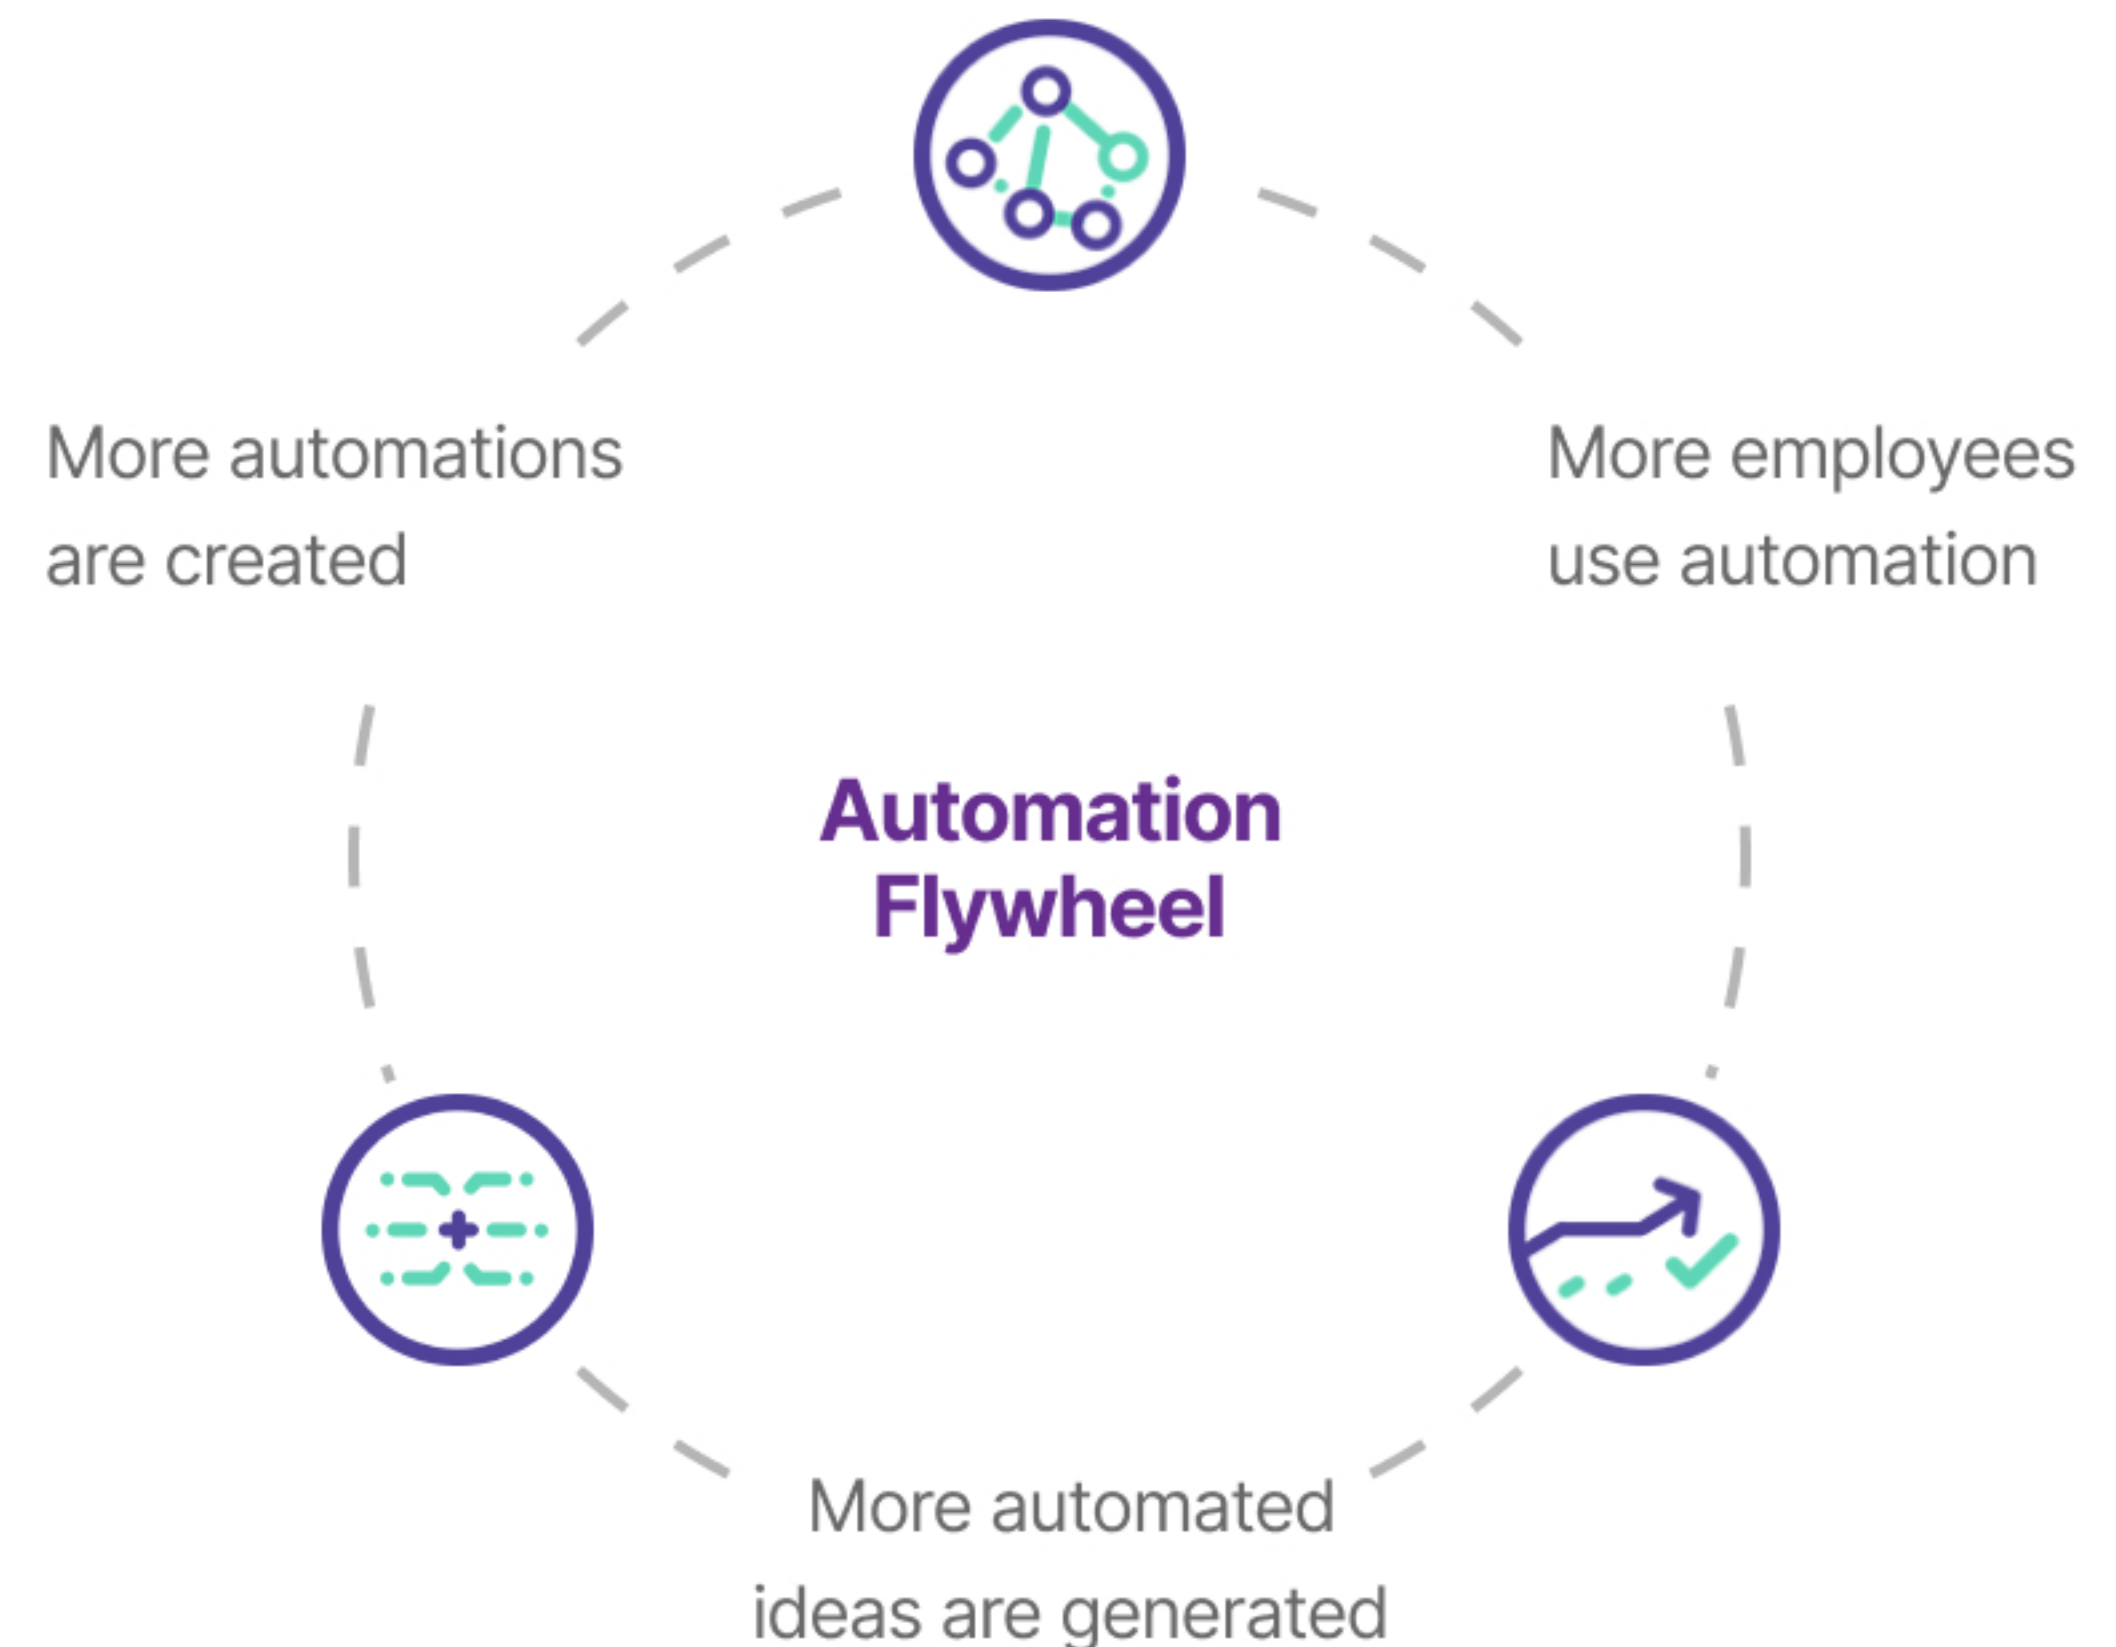 More automations
are created
More employees
use automation
Automation
Flywheel
More automated
ideas are generated